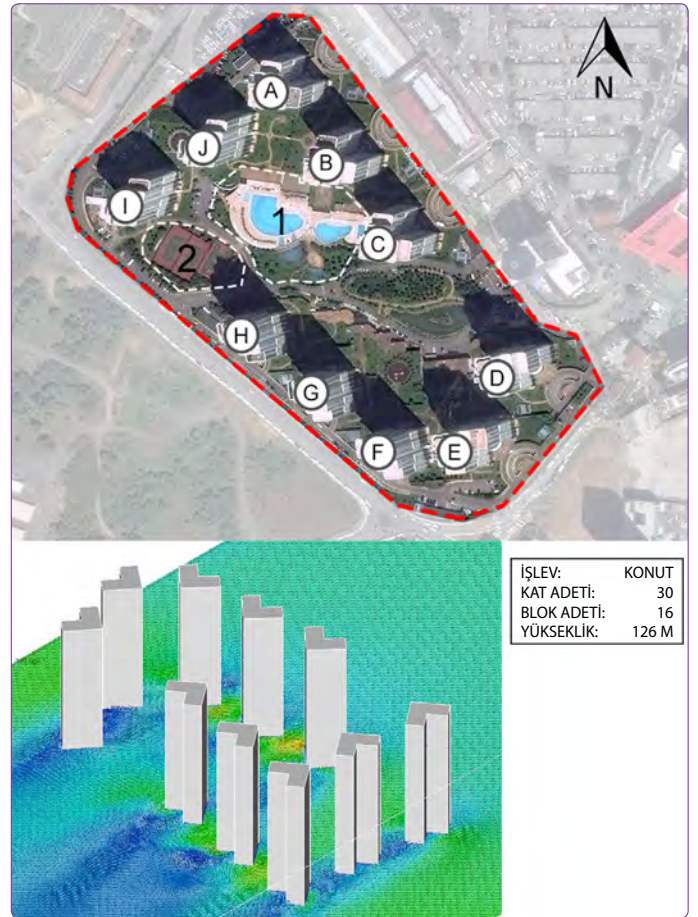 A
N
J
B
I
1
C
2
H
D
G
F
E
İŞLEV: KONUT
KAT ADETİ: 30
BLOK ADETİ: 16
YÜKSEKLİK: 126 M